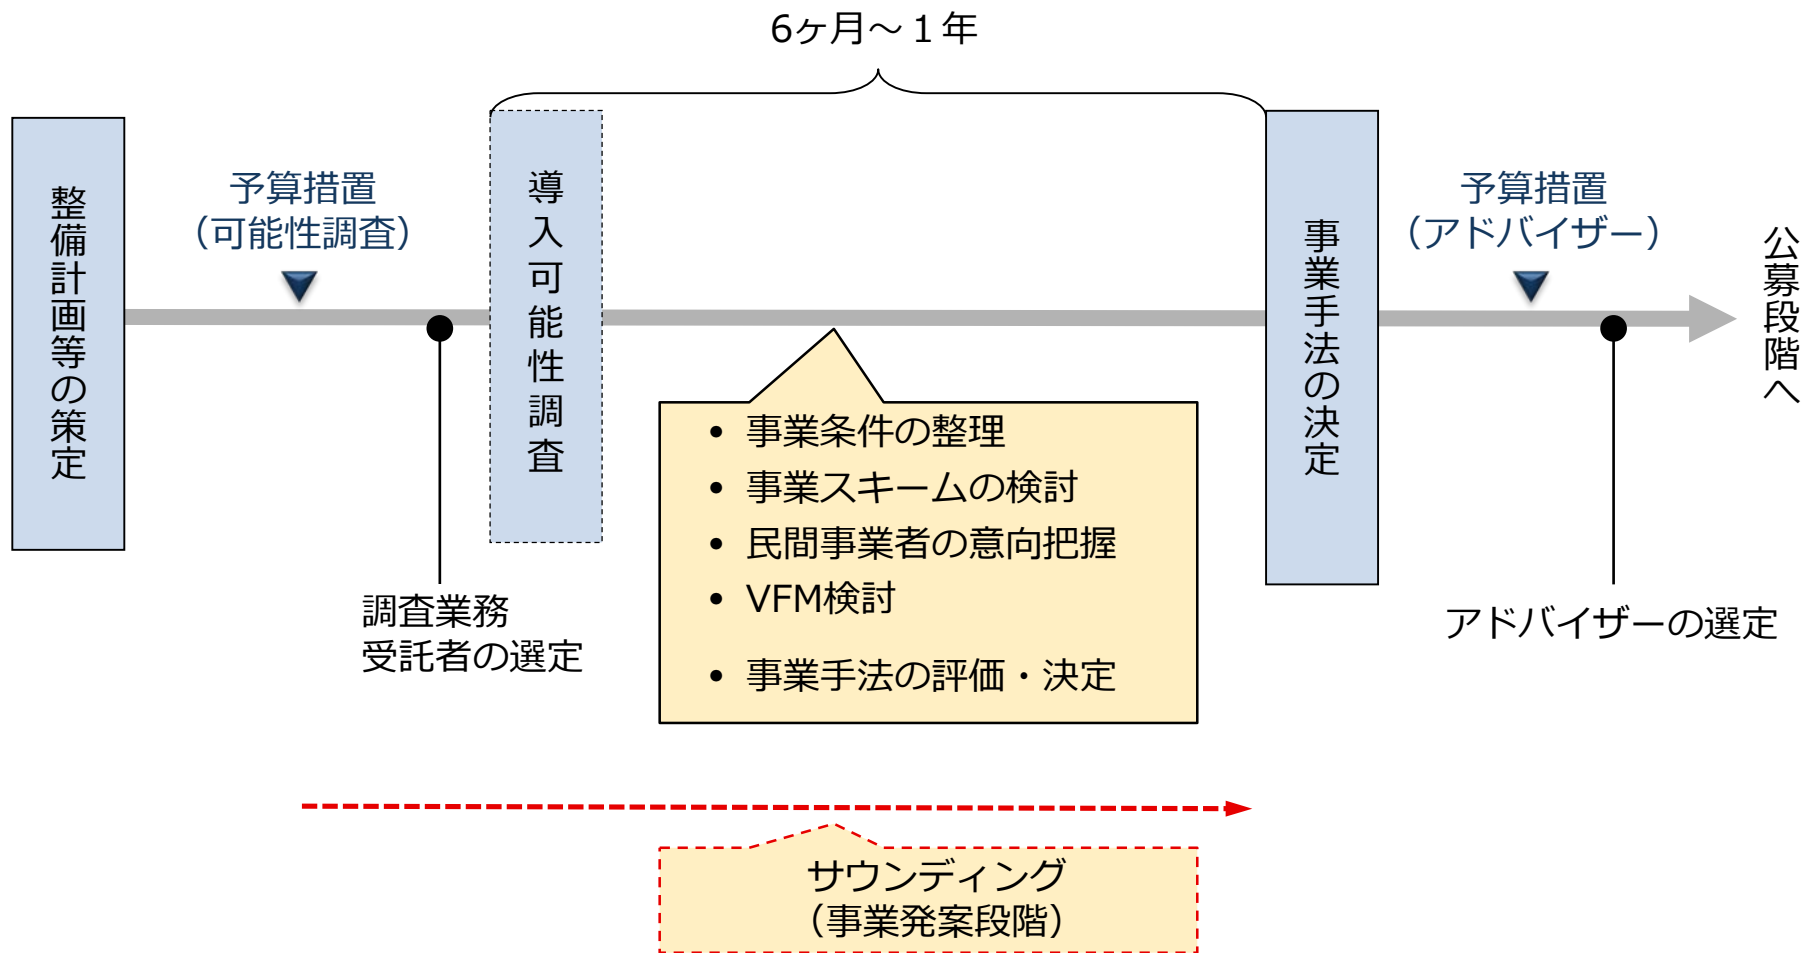 6ヶ月～１年
整備計画等の策定
予算措置
（可能性調査）
導入可能性調査
事業手法の決定
予算措置
（アドバイザー）
公募段階へ
• 事業条件の整理
• 事業スキームの検討
• 民間事業者の意向把握
• VFM検討
• 事業手法の評価・決定
調査業務
受託者の選定
アドバイザーの選定
サウンディング
（事業発案段階）